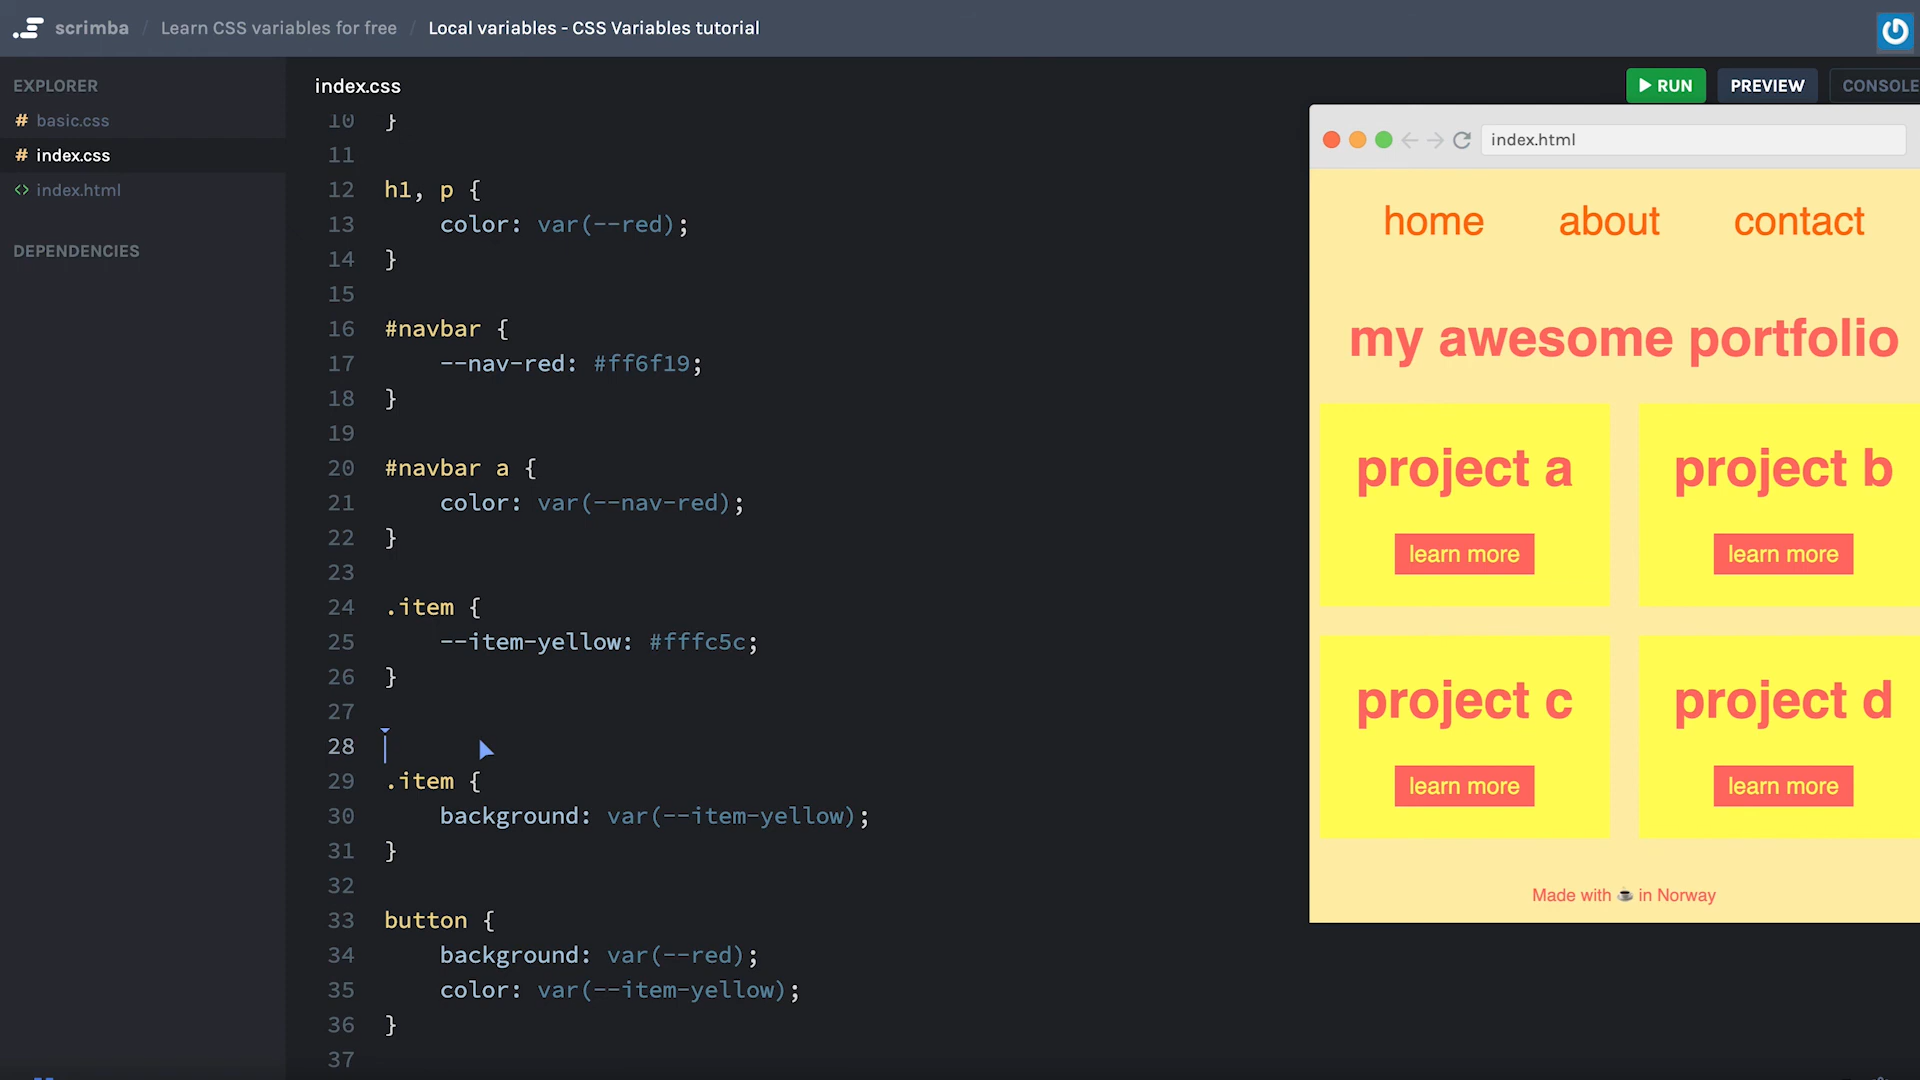 scrimba / Learn CSS variables for free / Local variables - CSS Variables tutorial
EXPLORER
# basic.css
# index.css
<> index.html
DEPENDENCIES
index.css
RUN
PREVIEW
CONSOLE
10 }
11
12 h1, p {
13 color: var(--red);
14 }
15
16 #navbar {
17 --nav-red: #ff6f19;
18 }
19
20 #navbar a {
21 color: var(--nav-red);
22 }
23
24 .item {
25 --item-yellow: #fffc5c;
26 }
27
28
29 .item {
30 background: var(--item-yellow);
31 }
32
33 button {
34 background: var(--red);
35 color: var(--item-yellow);
36 }
37
index.html
home about contact
my awesome portfolio
project a
learn more
project b
learn more
project c
learn more
project d
learn more
Made with ☕ in Norway